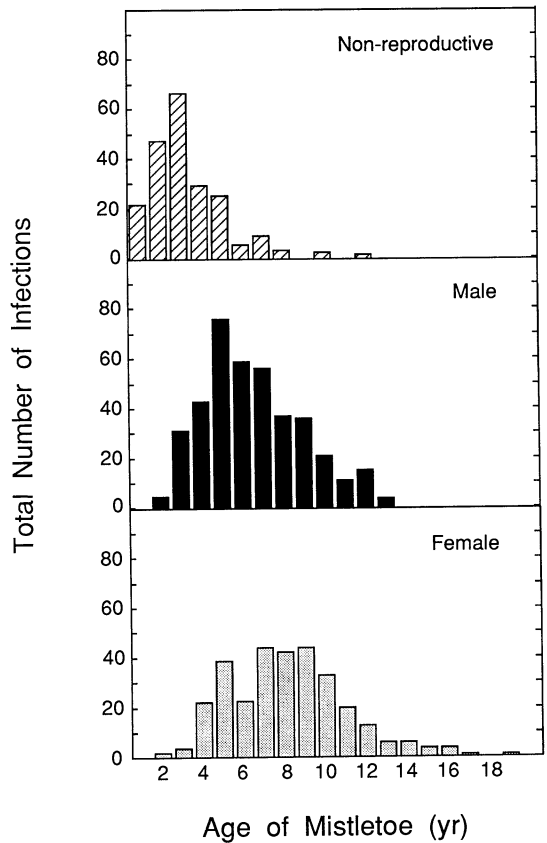 Non-reproductive
80
60
40
20
0
Male
80
60
40
20
0
Female
80
60
40
20
0
2 4 6 8 10 12 14 16 18
Total Number of Infections
Age of Mistletoe (yr)